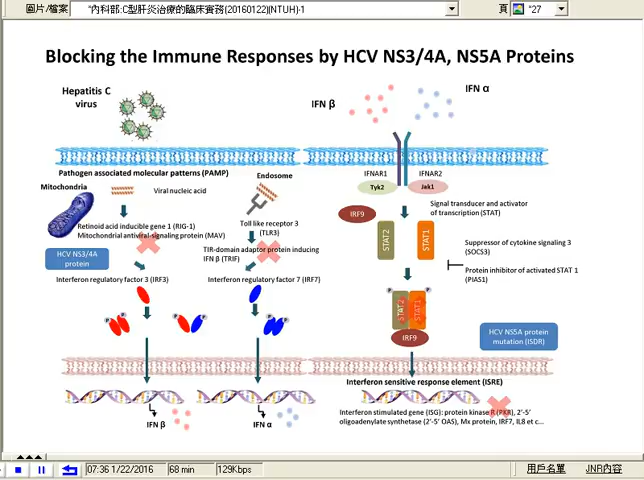 圖片/檔案
"內科部:C型肝炎治療的臨床實務(20160122)(NTUH)-1
頁
"27
Blocking the Immune Responses by HCV NS3/4A, NS5A Proteins
Hepatitis C
virus
IFN β
IFN α
Pathogen associated molecular patterns (PAMP)
Mitochondria
Viral nucleic acid
Endosome
Retinoid acid inducible gene 1 (RIG-1)
Mitochondrial antiviral-signaling protein (MAV)
Toll like receptor 3
(TLR3)
HCV NS3/4A
protein
TIR-domain adaptor protein inducing
IFN β (TRIF)
Interferon regulatory factor 3 (IRF3)
Interferon regulatory factor 7 (IRF7)
P
P
P
P
P
P
IFN β
IFN α
IFNAR1
IFNAR2
Tyk2
Jak1
Signal transducer and activator
of transcription (STAT)
IRF9
STAT2
STAT1
Suppressor of cytokine signaling 3
(SOCS3)
Protein inhibitor of activated STAT 1
(PIAS1)
P
P
STAT2
STAT1
IRF9
HCV NS5A protein
mutation (ISDR)
Interferon sensitive response element (ISRE)
Interferon stimulated gene (ISG): protein kinase R (PKR), 2'-5'
oligoadenylate synthetase (2'-5' OAS), Mx protein, IRF7, IL8 et c...
07:36 1/22/2016
68 min
129Kbps
用戶名單
JNR內容